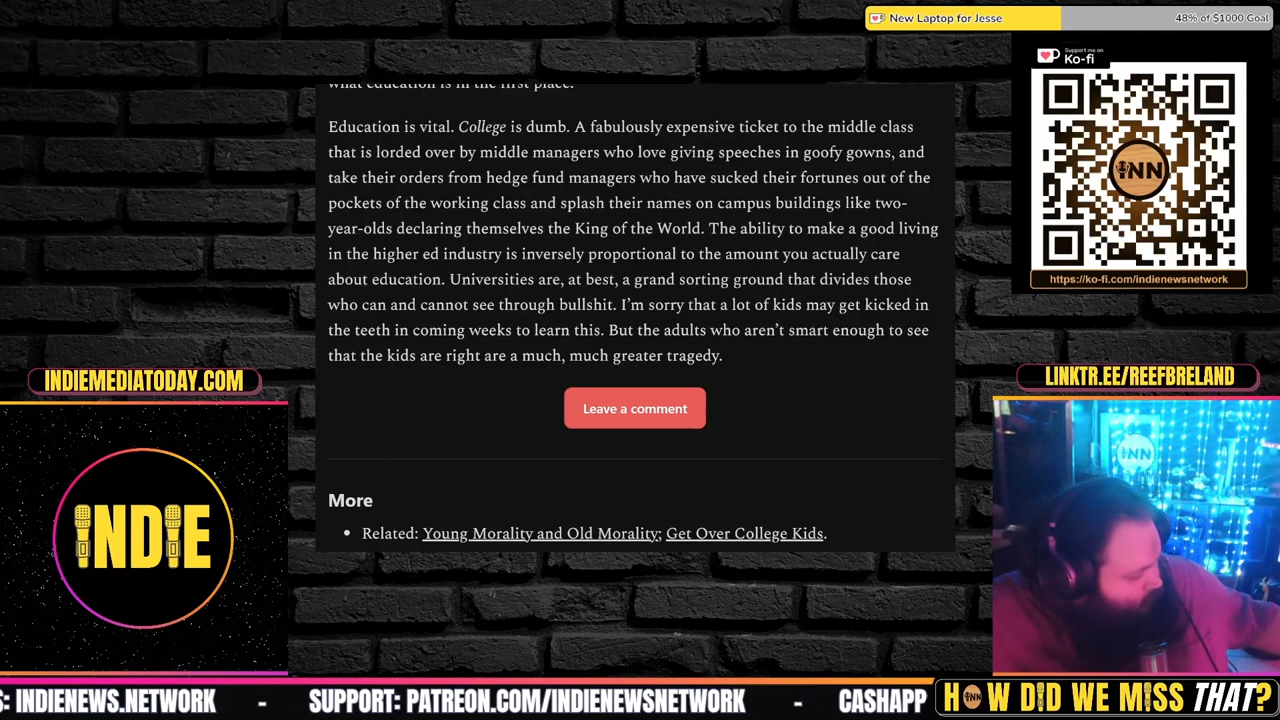 New Laptop for Jesse
48% of $1000 Goal
Support me on
Ko-fi
INN
https://ko-fi.com/indienewsnetwork
what education is in the first place.
Education is vital. College is dumb. A fabulously expensive ticket to the middle class
that is lorded over by middle managers who love giving speeches in goofy gowns, and
take their orders from hedge fund managers who have sucked their fortunes out of the
pockets of the working class and splash their names on campus buildings like two-
year-olds declaring themselves the King of the World. The ability to make a good living
in the higher ed industry is inversely proportional to the amount you actually care
about education. Universities are, at best, a grand sorting ground that divides those
who can and cannot see through bullshit. I'm sorry that a lot of kids may get kicked in
the teeth in coming weeks to learn this. But the adults who aren't smart enough to see
that the kids are right are a much, much greater tragedy.
Leave a comment
More
• Related: Young Morality and Old Morality; Get Over College Kids.
INDIEMEDIATODAY.COM
INDIE
LINKTR.EE/REEFBRELAND
INN
S: INDIENEWS.NETWORK - SUPPORT: PATREON.COM/INDIENEWSNETWORK - CASHAPP
HOW DID WE MISS THAT?